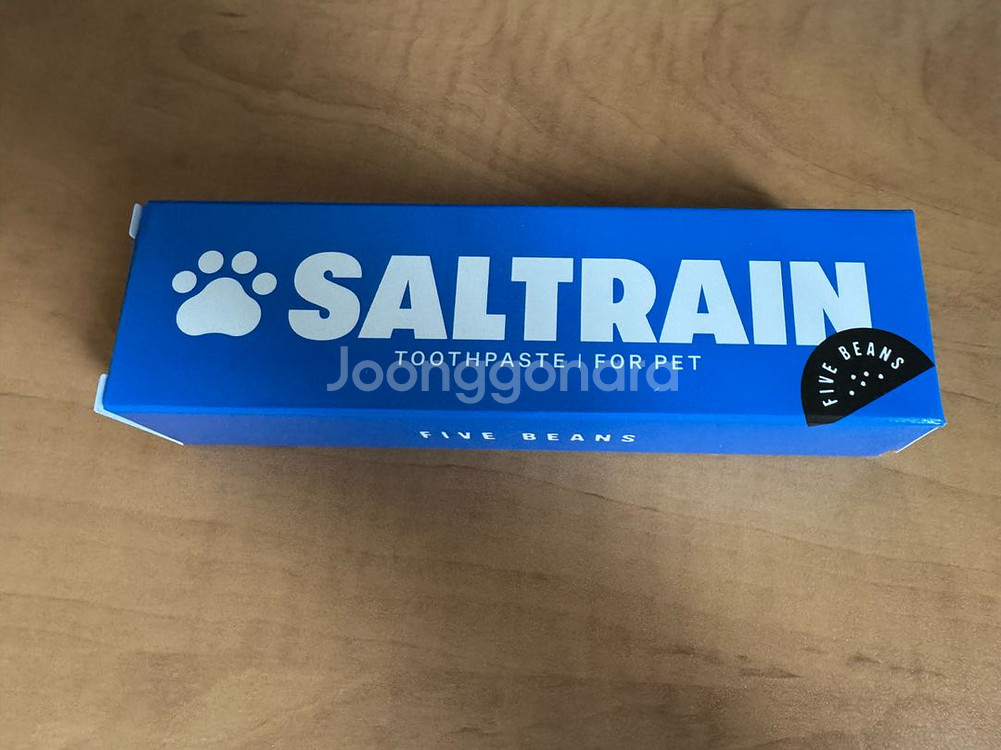 SALTRAIN
TOOTHPASTE | FOR PET
Joonggonara
FIVE BEANS
FIVE BEANS